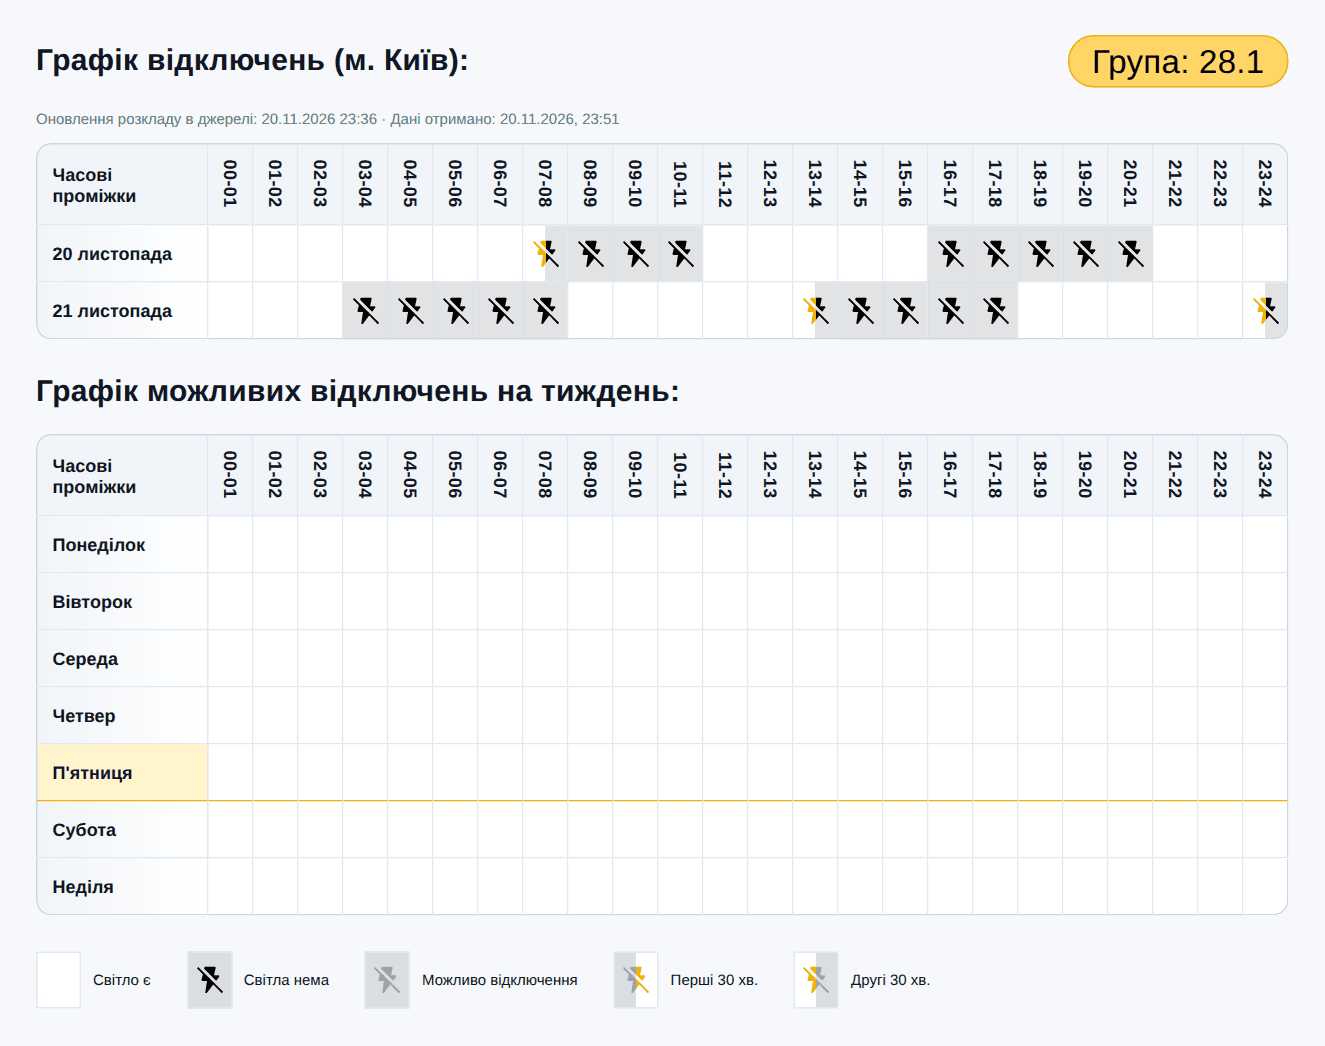 Графік відключень (м. Київ):
Група: 28.1
Оновлення розкладу в джерелі: 20.11.2026 23:36 · Дані отримано: 20.11.2026, 23:51
Часові проміжки 00-01 01-02 02-03 03-04 04-05 05-06 06-07 07-08 08-09 09-10 10-11 11-12 12-13 13-14 14-15 15-16 16-17 17-18 18-19 19-20 20-21 21-22 22-23 23-24
20 листопада
21 листопада
Графік можливих відключень на тиждень:
Часові проміжки 00-01 01-02 02-03 03-04 04-05 05-06 06-07 07-08 08-09 09-10 10-11 11-12 12-13 13-14 14-15 15-16 16-17 17-18 18-19 19-20 20-21 21-22 22-23 23-24
Понеділок
Вівторок
Середа
Четвер
П'ятниця
Субота
Неділя
Світло є Світла нема Можливо відключення Перші 30 хв. Другі 30 хв.